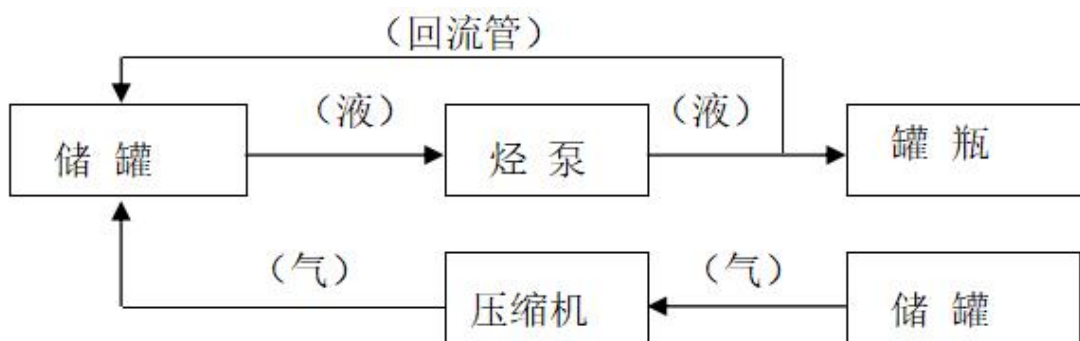 （回流管）
（液）
（液）
储 罐
烃 泵
罐 瓶
（气）
（气）
压缩机
储 罐